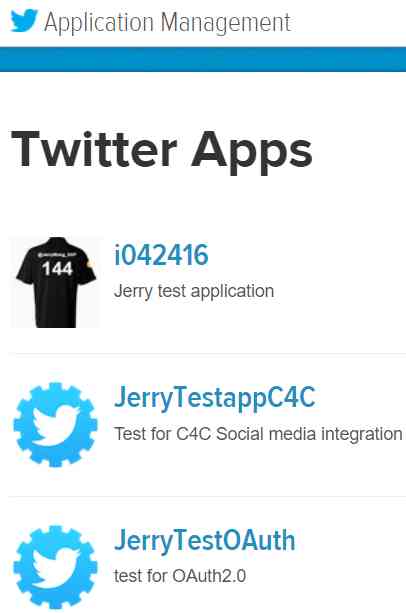 Application Management
Twitter Apps
144
i042416
Jerry test application
JerryTestappC4C
Test for C4C Social media integration
JerryTestOAuth
test for OAuth2.0